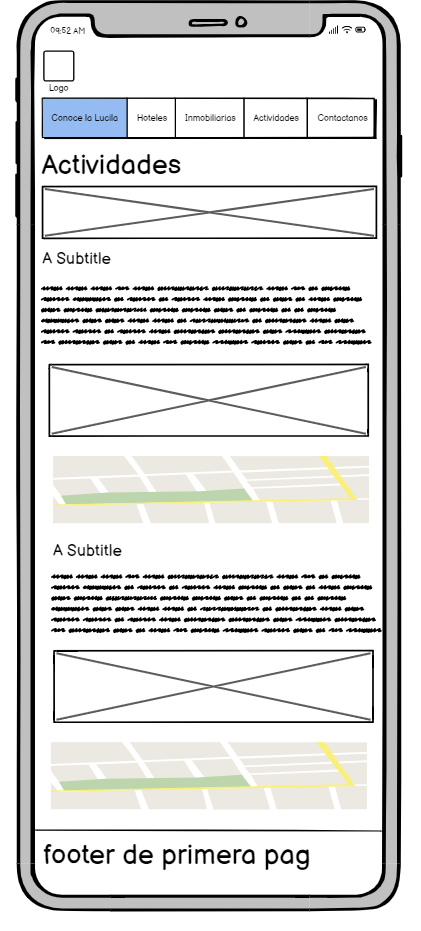 09:52 AM
Logo
Conoce la Lucila Hoteles Inmobiliarias Actividades Contactanos
Actividades
A Subtitle
A Subtitle
footer de primera pag